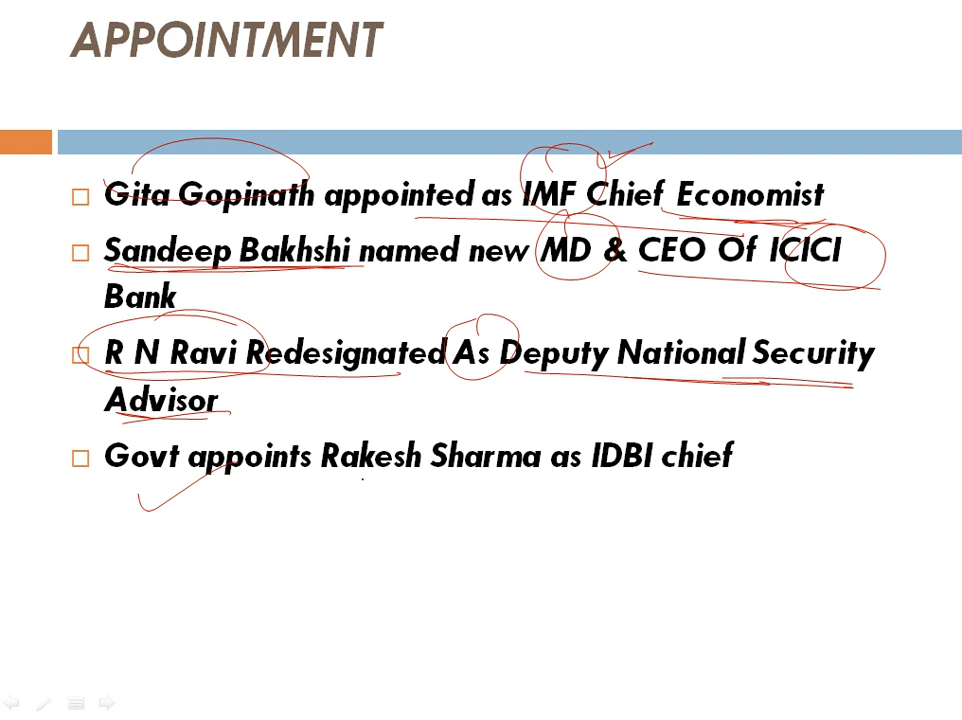 APPOINTMENT
Gita Gopinath appointed as IMF Chief Economist
Sandeep Bakhshi named new MD & CEO Of ICICI
Bank
R N Ravi Redesignated As Deputy National Security
Advisor
Govt appoints Rakesh Sharma as IDBI chief